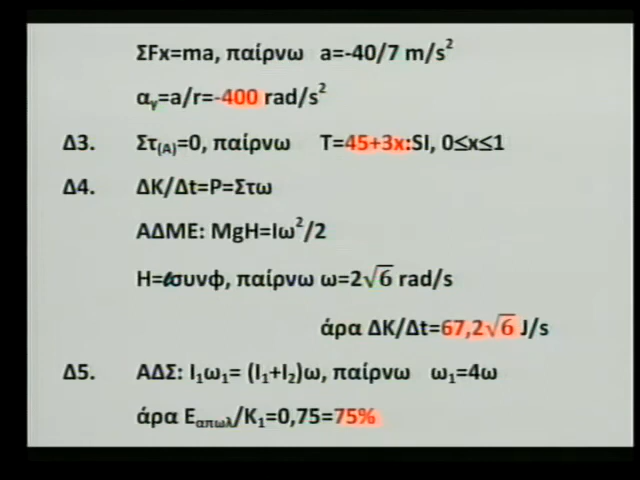 ΣFx=ma, παίρνω a=-40/7 m/s²
αγ=a/r=-400 rad/s²
Δ3. Στ(Α)=0, παίρνω T=45+3x:SI, 0≤x≤1
Δ4. ΔΚ/Δt=P=Στω
ΑΔΜΕ: MgH=Iω²/2
H=ℓσυνφ, παίρνω ω=2√6 rad/s
άρα ΔΚ/Δt=67,2√6 J/s
Δ5. ΑΔΣ: I₁ω₁= (I₁+I₂)ω, παίρνω ω₁=4ω
άρα Eαπωλ/K₁=0,75=75%